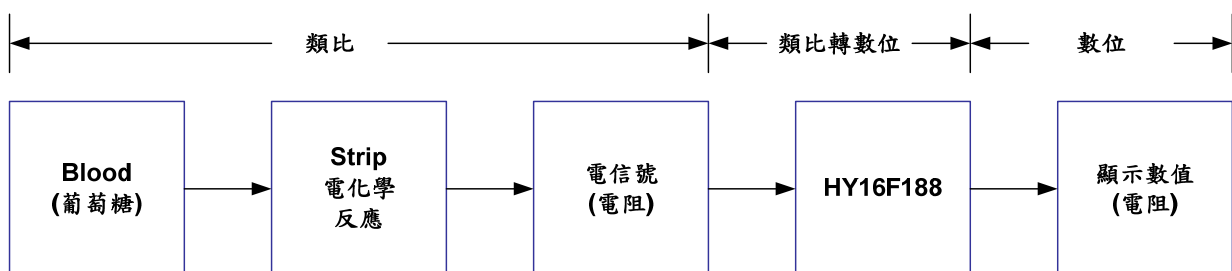 類比
類比轉數位
數位
Blood
(葡萄糖)
Strip
電化學
反應
電信號
(電阻)
HY16F188
顯示數值
(電阻)